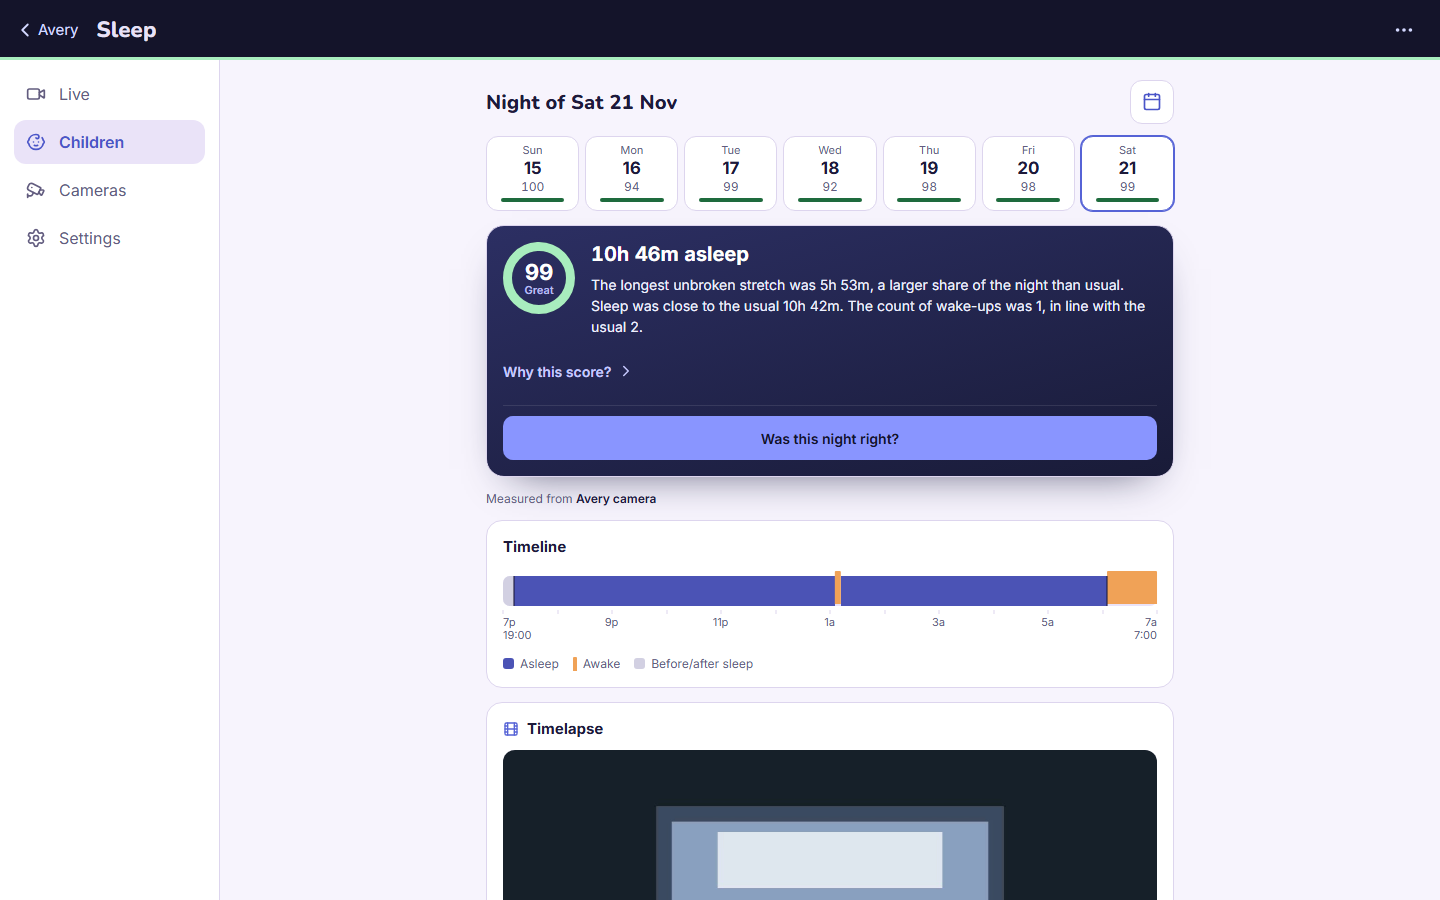 Avery
Sleep
Live
Children
Cameras
Settings
Night of Sat 21 Nov
Sun Mon Tue Wed Thu Fri Sat
15 16 17 18 19 20 21
100 94 99 92 98 98 99
99
Great
10h 46m asleep
The longest unbroken stretch was 5h 53m, a larger share of the night than usual.
Sleep was close to the usual 10h 42m. The count of wake-ups was 1, in line with the
usual 2.
Why this score?
Was this night right?
Measured from Avery camera
Timeline
7p 9p 11p 1a 3a 5a 7a
19:00 7:00
Asleep Awake Before/after sleep
Timelapse